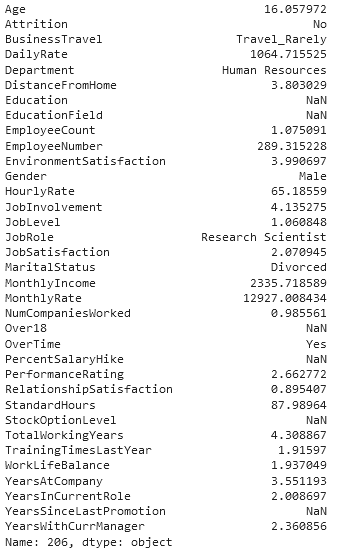 Age 16.057972
Attrition No
BusinessTravel Travel_Rarely
DailyRate 1064.715525
Department Human Resources
DistanceFromHome 3.803029
Education NaN
EducationField NaN
EmployeeCount 1.075091
EmployeeNumber 289.315228
EnvironmentSatisfaction 3.990697
Gender Male
HourlyRate 65.18559
JobInvolvement 4.135275
JobLevel 1.060848
JobRole Research Scientist
JobSatisfaction 2.070945
MaritalStatus Divorced
MonthlyIncome 2335.718589
MonthlyRate 12927.008434
NumCompaniesWorked 0.985561
Over18 NaN
OverTime Yes
PercentSalaryHike NaN
PerformanceRating 2.662772
RelationshipSatisfaction 0.895407
StandardHours 87.98964
StockOptionLevel NaN
TotalWorkingYears 4.308867
TrainingTimesLastYear 1.91597
WorkLifeBalance 1.937049
YearsAtCompany 3.551193
YearsInCurrentRole 2.008697
YearsSinceLastPromotion NaN
YearsWithCurrManager 2.360856
Name: 206, dtype: object